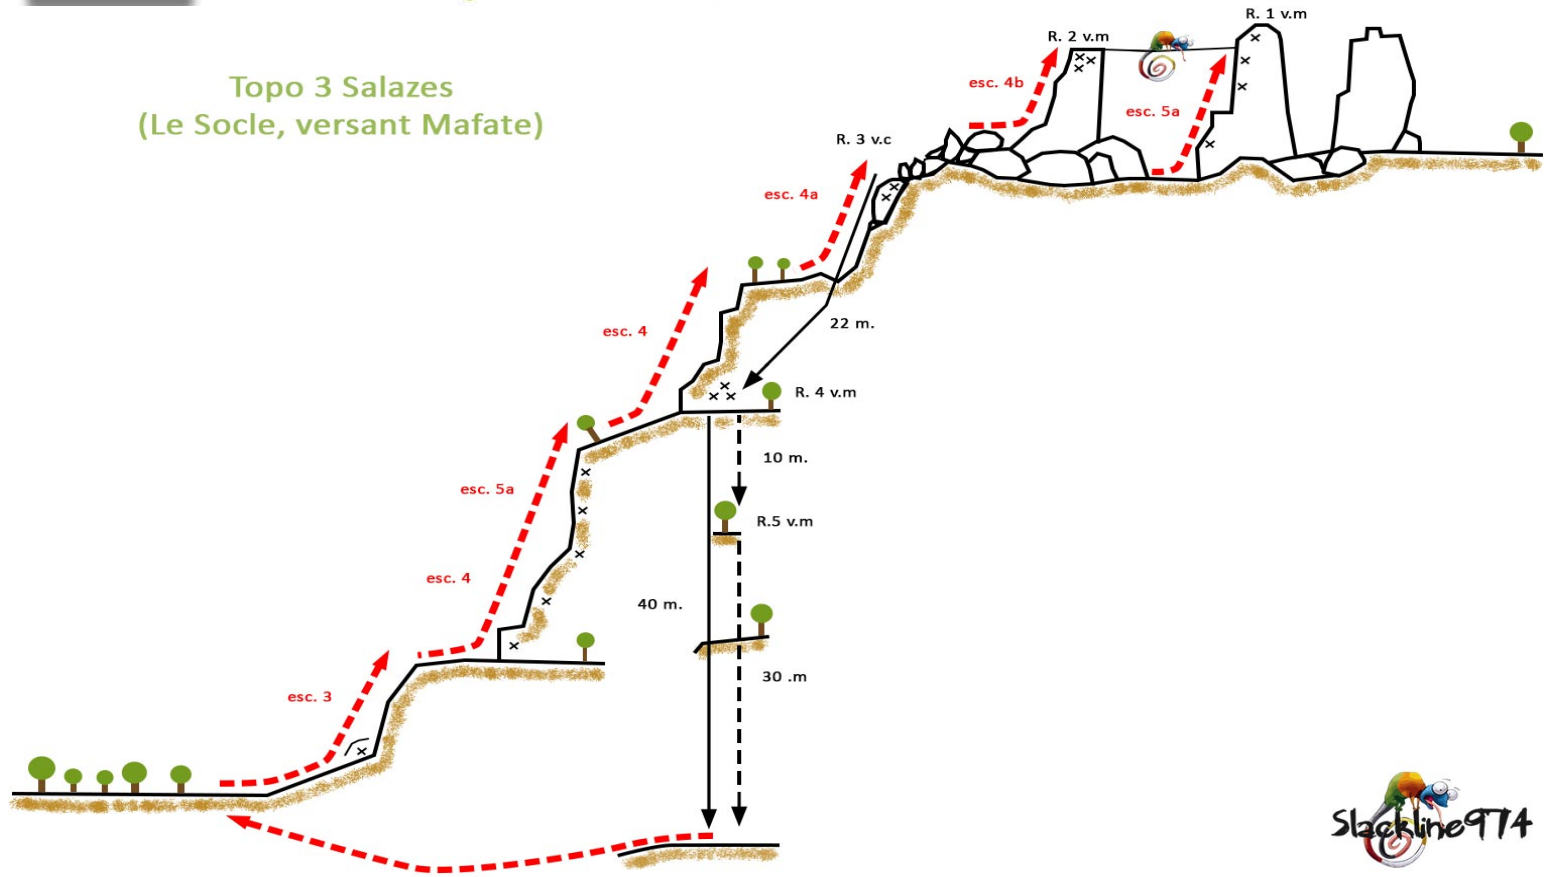 R. 1 v.m
R. 2 v.m
Topo 3 Salazes
(Le Socle, versant Mafate)
esc. 4b
esc. 5a
R. 3 v.c
esc. 4a
22 m.
esc. 4
R. 4 v.m
10 m.
esc. 5a
R.5 v.m
esc. 4
40 m.
30 .m
esc. 3
Slackline974